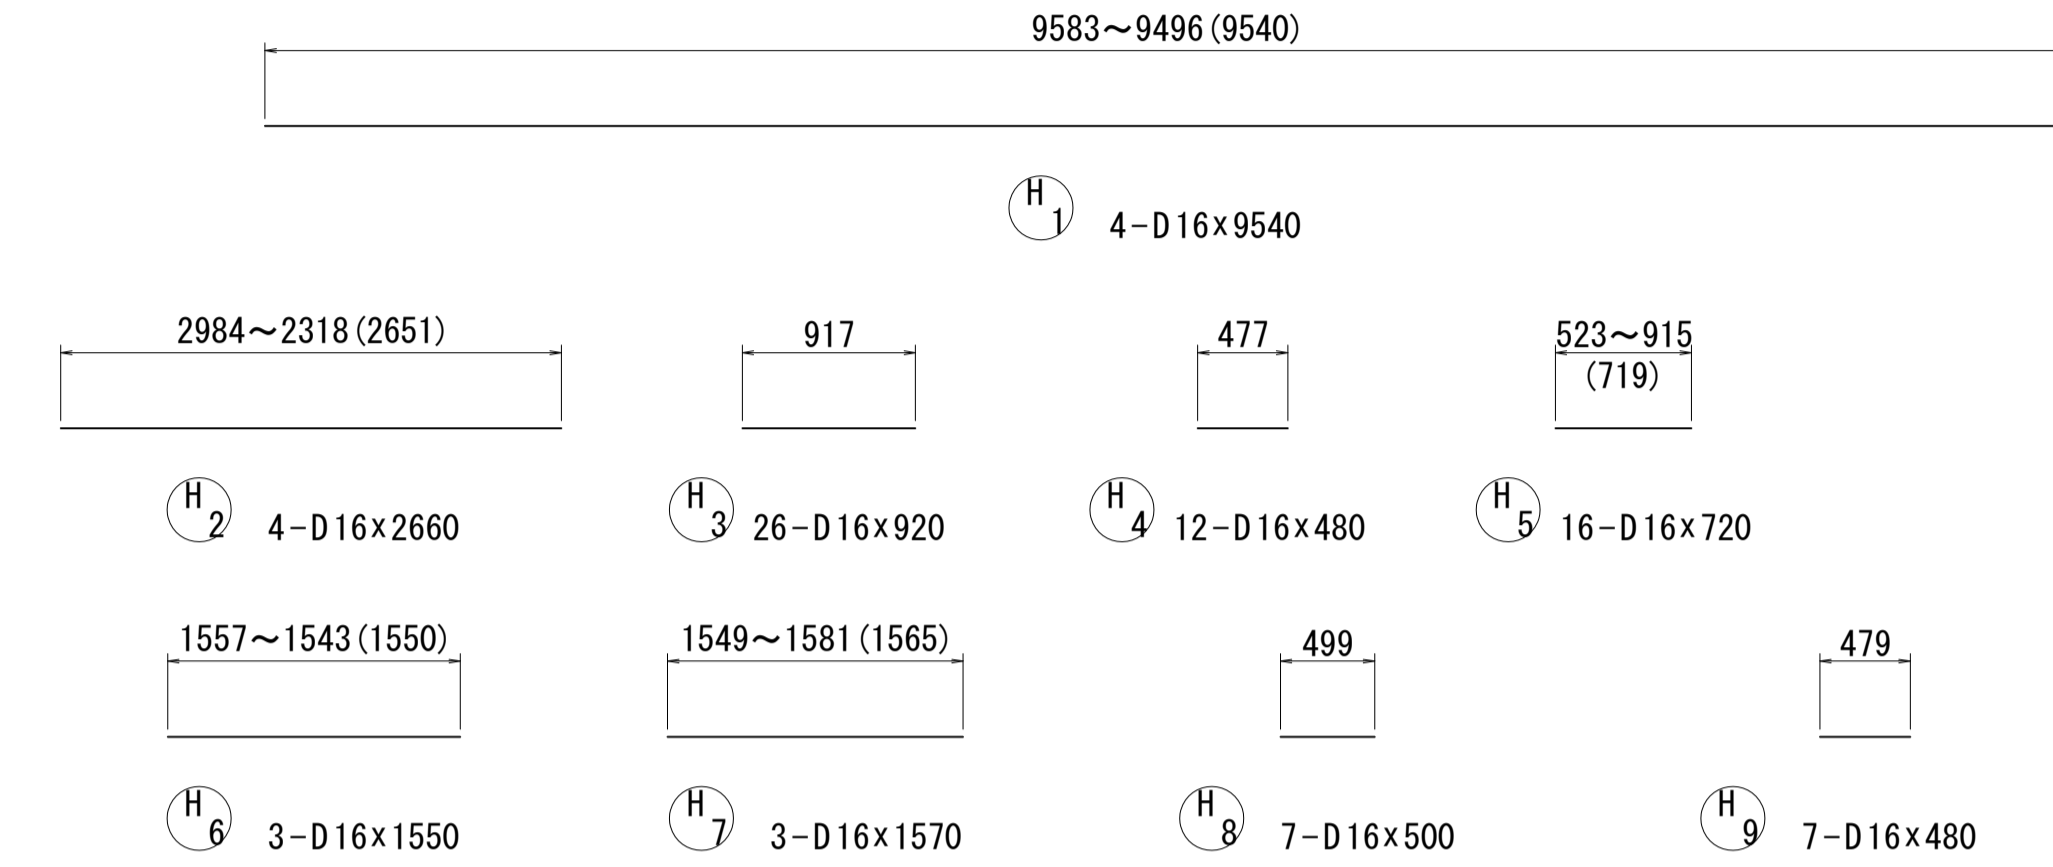 9583～9496(9540)
H1 4-D16×9540
2984～2318(2651) 917 477 523～915
(719)
H2 4-D16×2660 H3 26-D16×920 H4 12-D16×480 H5 16-D16×720
1557～1543(1550) 1549～1581(1565) 499 479
H6 3-D16×1550 H7 3-D16×1570 H8 7-D16×500 H9 7-D16×480